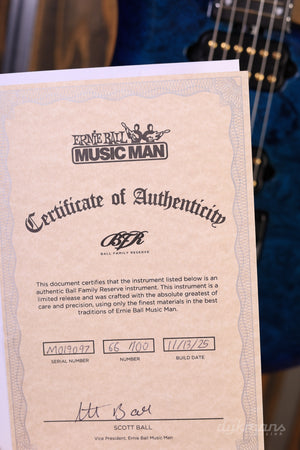 ERNIE BALL
MUSIC MAN
Certificate of Authenticity
BFR
BALL FAMILY RESERVE
This document certifies that the instrument listed below is an
authentic Ball Family Reserve instrument. This instrument is a
limited release and was crafted with the absolute greatest of
care and precision, using only the finest materials in the best
traditions of Ernie Ball Music Man.
M019097 66 /100 11/13/25
SERIAL NUMBER NUMBER BUILD DATE
SCOTT BALL
Vice President, Ernie Ball Music Man